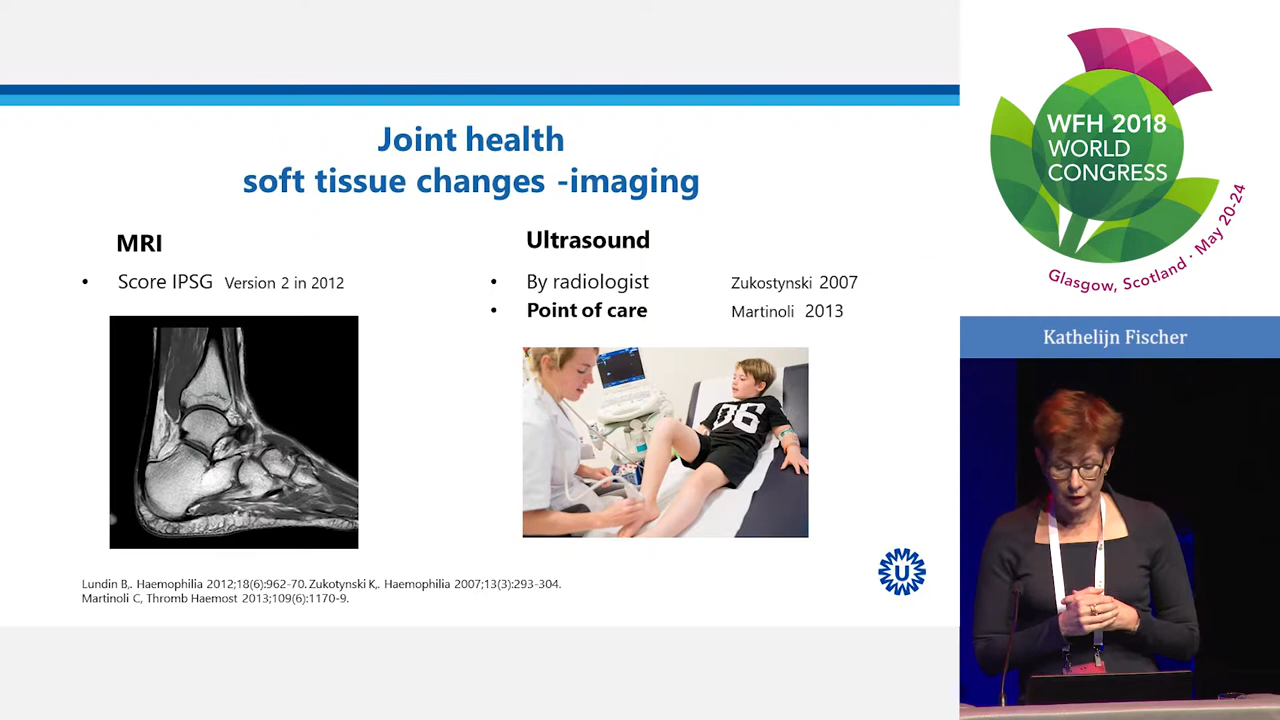 Joint health
soft tissue changes -imaging
MRI
• Score IPSG Version 2 in 2012
Ultrasound
• By radiologist Zukostynski 2007
• Point of care Martinoli 2013
06
Lundin B,. Haemophilia 2012;18(6):962-70. Zukotynski K,. Haemophilia 2007;13(3):293-304.
Martinoli C, Thromb Haemost 2013;109(6):1170-9.
U
WFH 2018
WORLD
CONGRESS
Glasgow, Scotland · May 20-24
Kathelijn Fischer